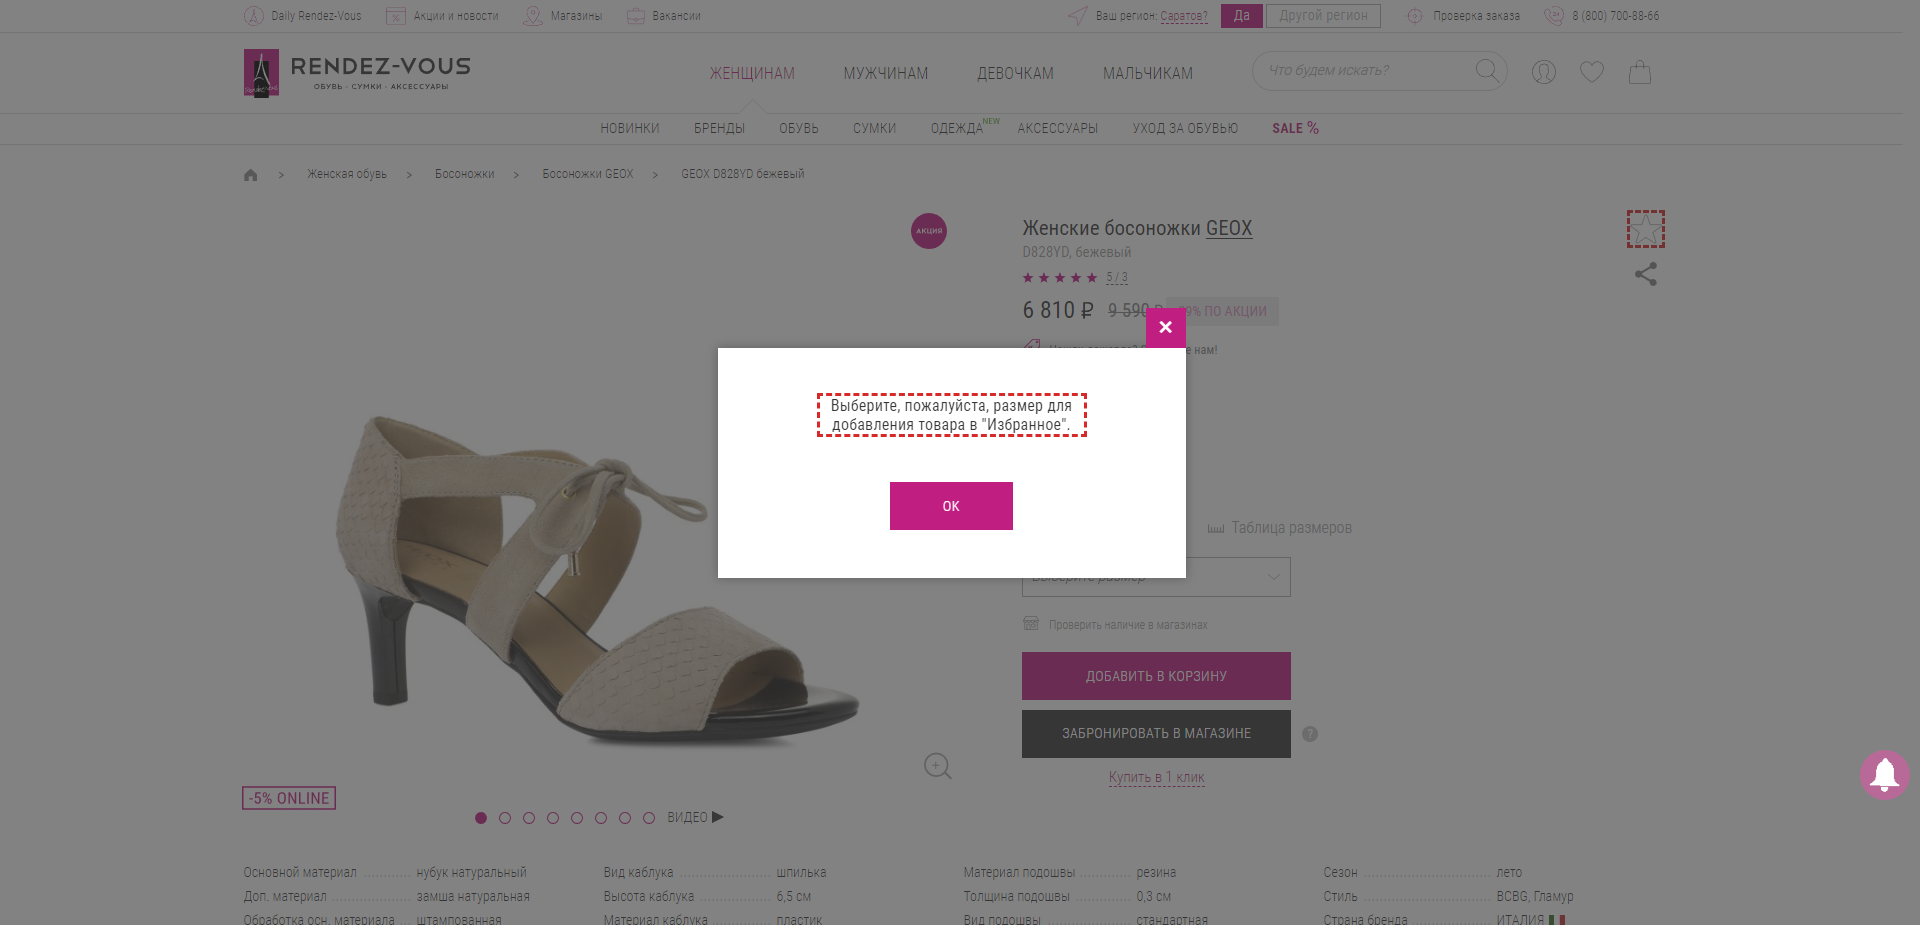 Daily Rendez-Vous
Акции и новости
Магазины
Вакансии
Ваш регион: Саратов?
Да
Другой регион
Проверка заказа
8 (800) 700-88-66
RENDEZ-VOUS
ОБУВЬ · СУМКИ · АКСЕССУАРЫ
ЖЕНЩИНАМ
МУЖЧИНАМ
ДЕВОЧКАМ
МАЛЬЧИКАМ
Что будем искать?
НОВИНКИ
БРЕНДЫ
ОБУВЬ
СУМКИ
ОДЕЖДА NEW
АКСЕССУАРЫ
УХОД ЗА ОБУВЬЮ
SALE %
> Женская обувь > Босоножки > Босоножки GEOX > GEOX D828YD бежевый
АКЦИЯ
Женские босоножки GEOX
D828YD, бежевый
5 / 3
6 810 ₽ 9 590 ₽ 9% ПО АКЦИИ
е нам!
Выберите, пожалуйста, размер для
добавления товара в "Избранное".
OK
Таблица размеров
Выберите размер
Проверить наличие в магазинах
ДОБАВИТЬ В КОРЗИНУ
ЗАБРОНИРОВАТЬ В МАГАЗИНЕ
?
Купить в 1 клик
-5% ONLINE
ВИДЕО
Основной материал нубук натуральный
Доп. материал замша натуральная
Обработка осн. материала штампованная
Вид каблука шпилька
Высота каблука 6,5 см
Материал каблука пластик
Материал подошвы резина
Толщина подошвы 0,3 см
Вид подошвы стандартная
Сезон лето
Стиль BCBG, Гламур
Страна бренда ИТАЛИЯ